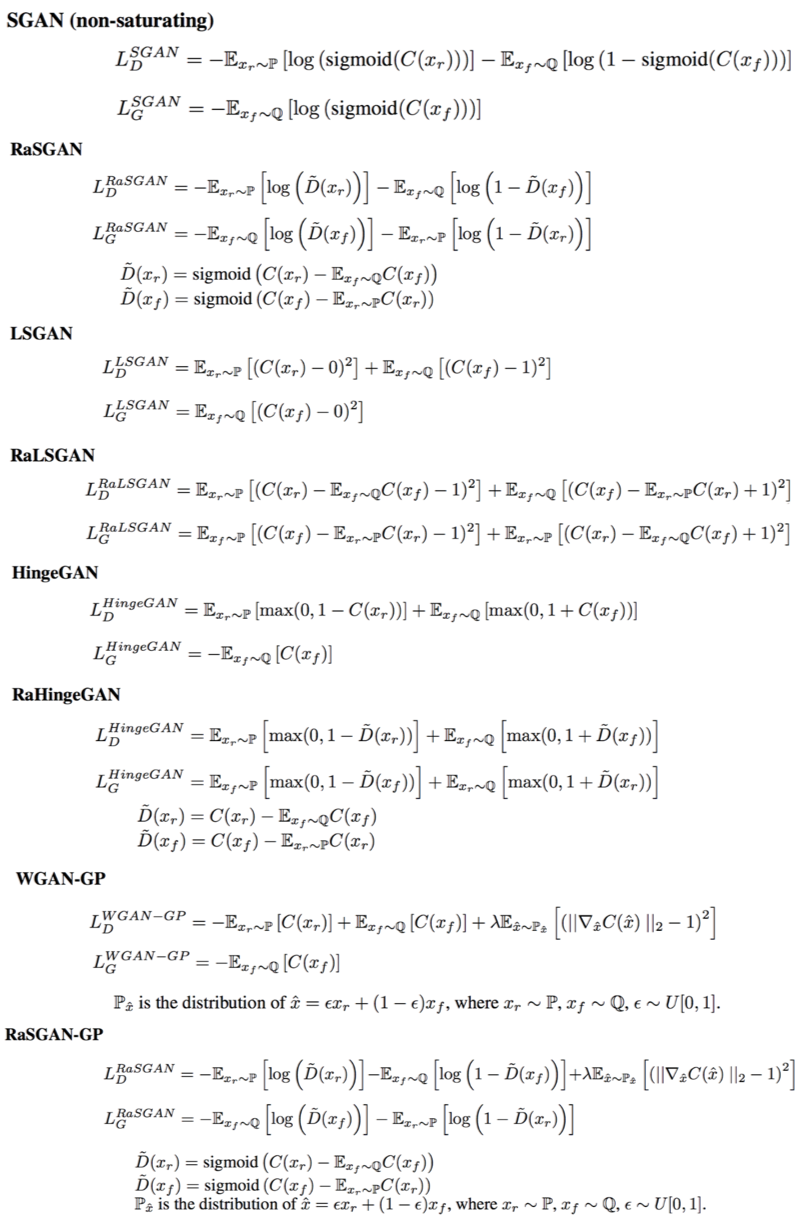 SGAN (non-saturating)
L_D^{SGAN} = −𝔼_{x_r∼ℙ} [log (sigmoid(C(x_r)))] − 𝔼_{x_f∼ℚ} [log (1 − sigmoid(C(x_f)))]
L_G^{SGAN} = −𝔼_{x_f∼ℚ} [log (sigmoid(C(x_f)))]
RaSGAN
L_D^{RaSGAN} = −𝔼_{x_r∼ℙ} [log (D̃(x_r))] − 𝔼_{x_f∼ℚ} [log (1 − D̃(x_f))]
L_G^{RaSGAN} = −𝔼_{x_f∼ℚ} [log (D̃(x_f))] − 𝔼_{x_r∼ℙ} [log (1 − D̃(x_r))]
D̃(x_r) = sigmoid (C(x_r) − 𝔼_{x_f∼ℚ}C(x_f))
D̃(x_f) = sigmoid (C(x_f) − 𝔼_{x_r∼ℙ}C(x_r))
LSGAN
L_D^{LSGAN} = 𝔼_{x_r∼ℙ} [(C(x_r) − 0)²] + 𝔼_{x_f∼ℚ} [(C(x_f) − 1)²]
L_G^{LSGAN} = 𝔼_{x_f∼ℚ} [(C(x_f) − 0)²]
RaLSGAN
L_D^{RaLSGAN} = 𝔼_{x_r∼ℙ} [(C(x_r) − 𝔼_{x_f∼ℚ}C(x_f) − 1)²] + 𝔼_{x_f∼ℚ} [(C(x_f) − 𝔼_{x_r∼ℙ}C(x_r) + 1)²]
L_G^{RaLSGAN} = 𝔼_{x_f∼ℙ} [(C(x_f) − 𝔼_{x_r∼ℙ}C(x_r) − 1)²] + 𝔼_{x_r∼ℙ} [(C(x_r) − 𝔼_{x_f∼ℚ}C(x_f) + 1)²]
HingeGAN
L_D^{HingeGAN} = 𝔼_{x_r∼ℙ} [max(0, 1 − C(x_r))] + 𝔼_{x_f∼ℚ} [max(0, 1 + C(x_f))]
L_G^{HingeGAN} = −𝔼_{x_f∼ℚ} [C(x_f)]
RaHingeGAN
L_D^{HingeGAN} = 𝔼_{x_r∼ℙ} [max(0, 1 − D̃(x_r))] + 𝔼_{x_f∼ℚ} [max(0, 1 + D̃(x_f))]
L_G^{HingeGAN} = 𝔼_{x_f∼ℙ} [max(0, 1 − D̃(x_f))] + 𝔼_{x_r∼ℚ} [max(0, 1 + D̃(x_r))]
D̃(x_r) = C(x_r) − 𝔼_{x_f∼ℚ}C(x_f)
D̃(x_f) = C(x_f) − 𝔼_{x_r∼ℙ}C(x_r)
WGAN-GP
L_D^{WGAN−GP} = −𝔼_{x_r∼ℙ} [C(x_r)] + 𝔼_{x_f∼ℚ} [C(x_f)] + λ𝔼_{x̂∼ℙ_x̂} [(||∇_x̂C(x̂) ||₂ − 1)²]
L_G^{WGAN−GP} = −𝔼_{x_f∼ℚ} [C(x_f)]
ℙ_x̂ is the distribution of x̂ = ϵx_r + (1 − ϵ)x_f, where x_r ∼ ℙ, x_f ∼ ℚ, ϵ ∼ U[0, 1].
RaSGAN-GP
L_D^{RaSGAN} = −𝔼_{x_r∼ℙ} [log (D̃(x_r))] − 𝔼_{x_f∼ℚ} [log (1 − D̃(x_f))] + λ𝔼_{x̂∼ℙ_x̂} [(||∇_x̂C(x̂) ||₂ − 1)²]
L_G^{RaSGAN} = −𝔼_{x_f∼ℚ} [log (D̃(x_f))] − 𝔼_{x_r∼ℙ} [log (1 − D̃(x_r))]
D̃(x_r) = sigmoid (C(x_r) − 𝔼_{x_f∼ℚ}C(x_f))
D̃(x_f) = sigmoid (C(x_f) − 𝔼_{x_r∼ℙ}C(x_r))
ℙ_x̂ is the distribution of x̂ = ϵx_r + (1 − ϵ)x_f, where x_r ∼ ℙ, x_f ∼ ℚ, ϵ ∼ U[0, 1].